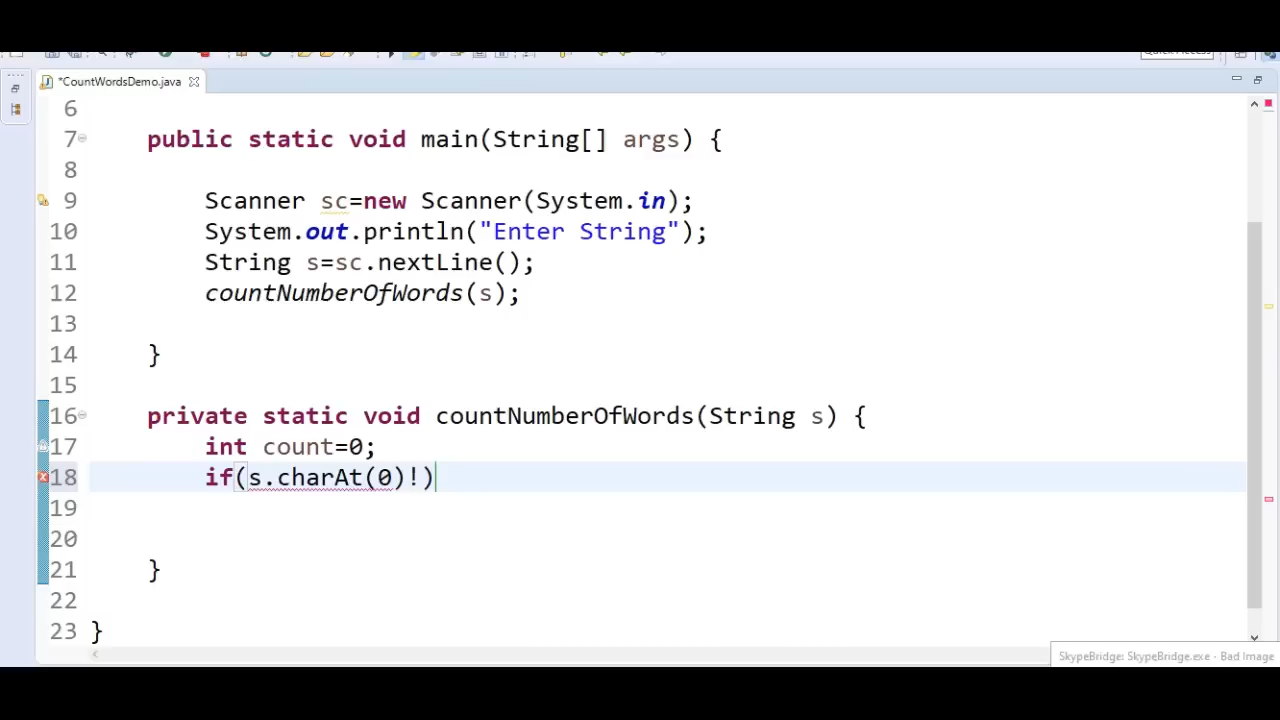 Quick Access
*CountWordsDemo.java
6
7 public static void main(String[] args) {
8
9 Scanner sc=new Scanner(System.in);
10 System.out.println("Enter String");
11 String s=sc.nextLine();
12 countNumberOfWords(s);
13
14 }
15
16 private static void countNumberOfWords(String s) {
17 int count=0;
18 if(s.charAt(0)!)
19
20
21 }
22
23 }
SkypeBridge: SkypeBridge.exe - Bad Image